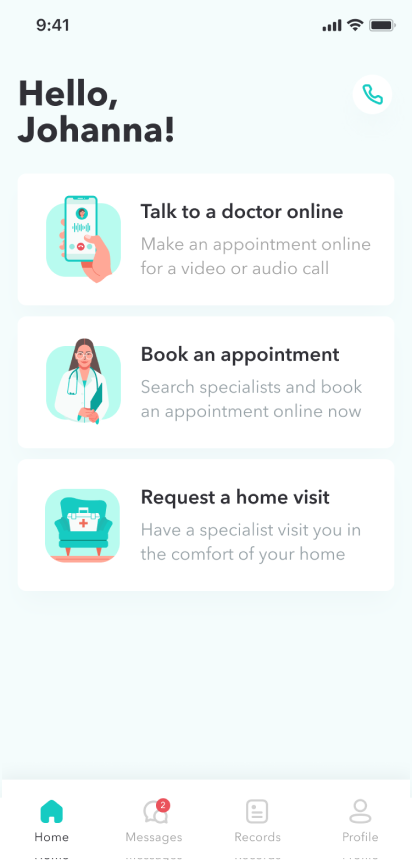 9:41
Hello,
Johanna!
Talk to a doctor online
Make an appointment online
for a video or audio call
Book an appointment
Search specialists and book
an appointment online now
Request a home visit
Have a specialist visit you in
the comfort of your home
2
Home
Messages
Records
Profile